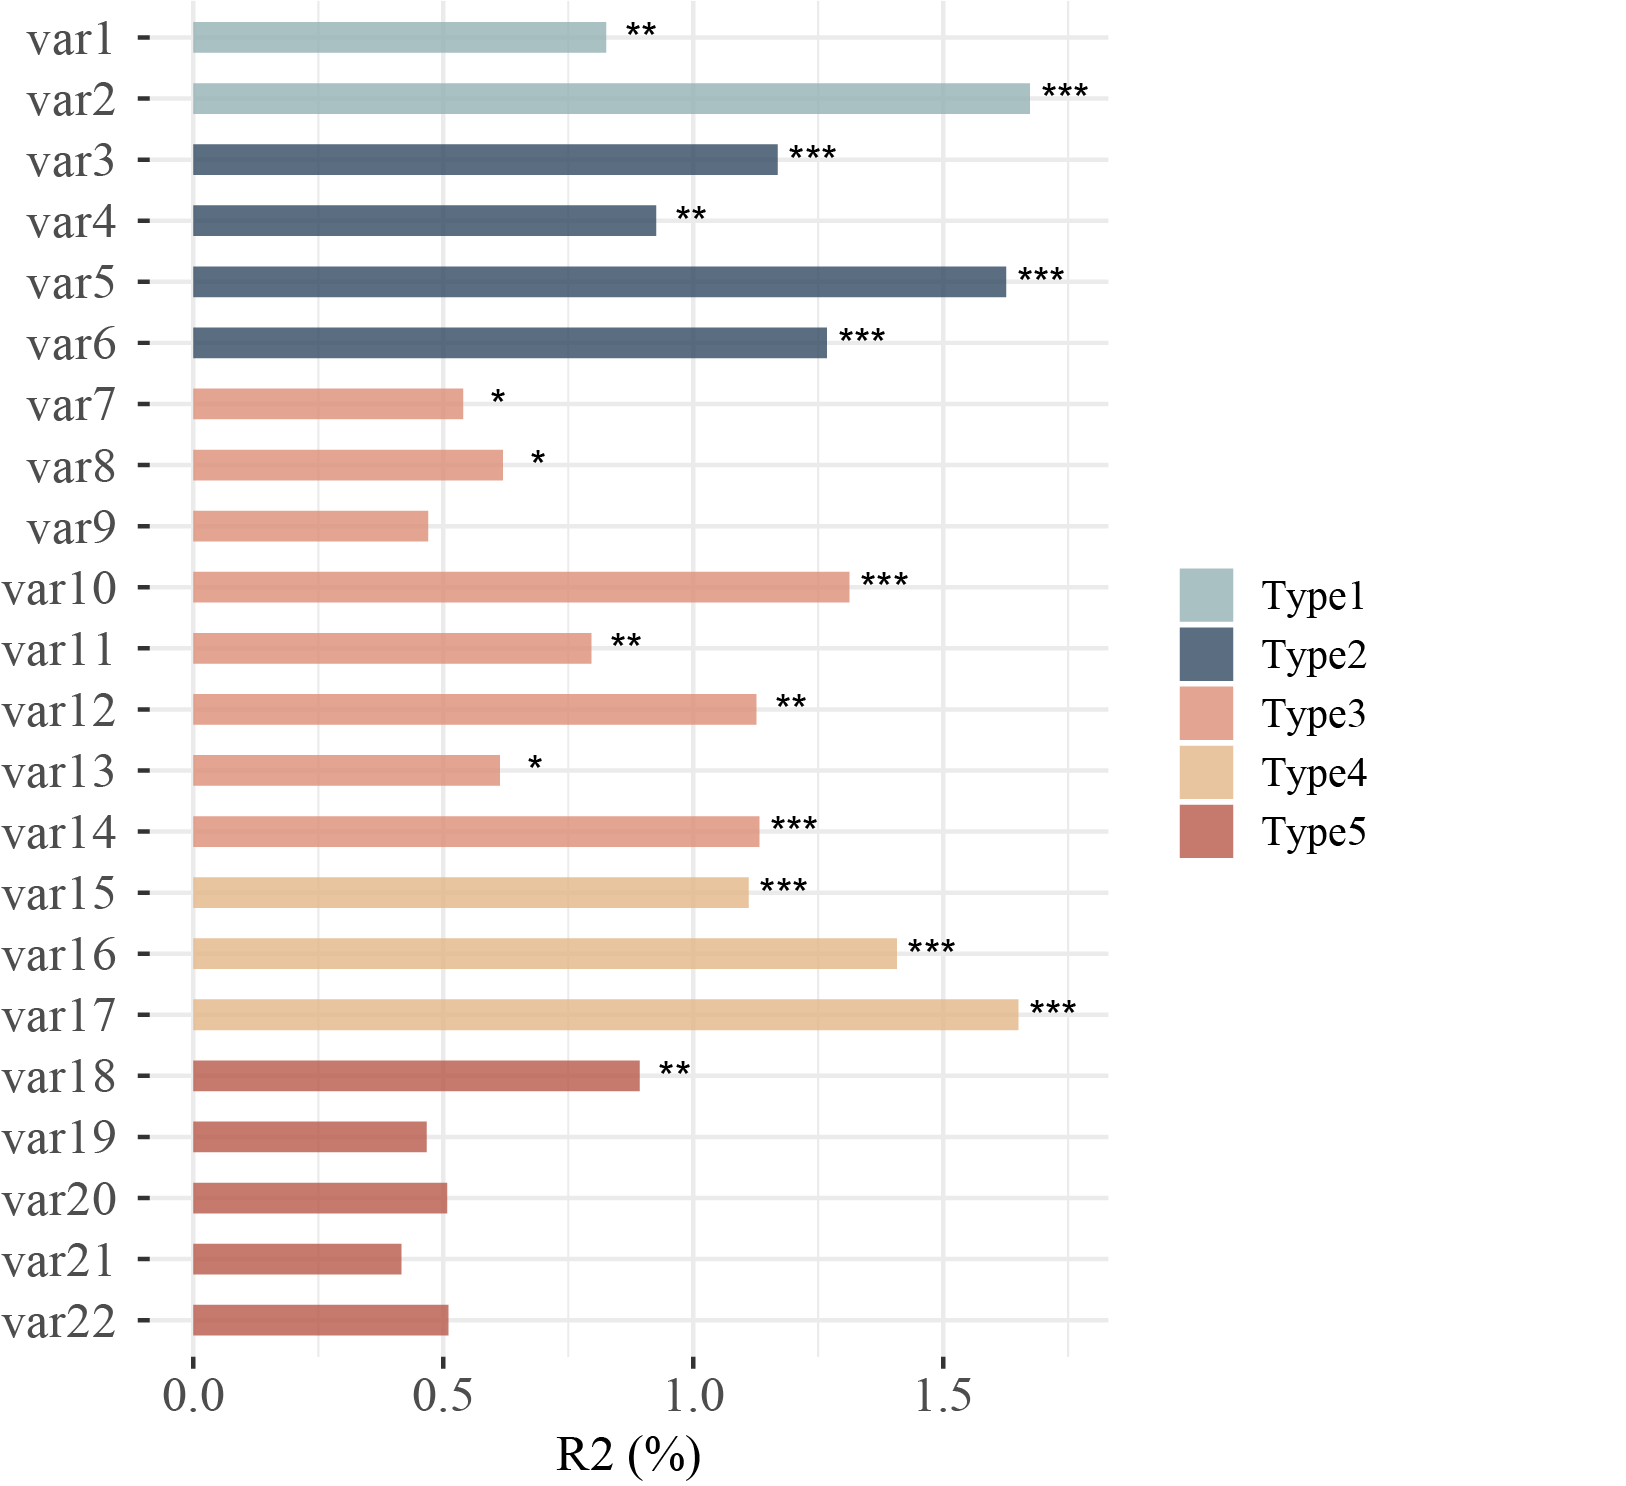 var1 **
var2 ***
var3 ***
var4 **
var5 ***
var6 ***
var7 *
var8 *
var9
var10 ***
var11 **
var12 **
var13 *
var14 ***
var15 ***
var16 ***
var17 ***
var18 **
var19
var20
var21
var22
0.0 0.5 1.0 1.5
R2 (%)
Type1
Type2
Type3
Type4
Type5